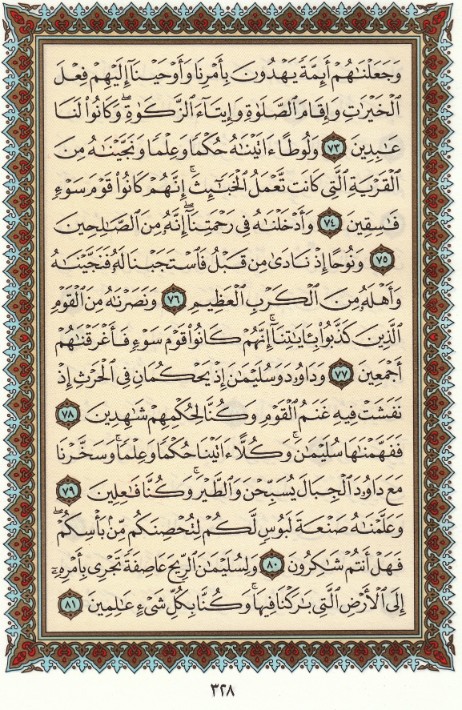 وَجَعَلْنَٰهُمْ أَئِمَّةً يَهْدُونَ بِأَمْرِنَا وَأَوْحَيْنَآ إِلَيْهِمْ فِعْلَ
ٱلْخَيْرَٰتِ وَإِقَامَ ٱلصَّلَوٰةِ وَإِيتَآءَ ٱلزَّكَوٰةِ ۖ وَكَانُوا۟ لَنَا
عَٰبِدِينَ ٧٣ وَلُوطًا ءَاتَيْنَٰهُ حُكْمًا وَعِلْمًا وَنَجَّيْنَٰهُ مِنَ
ٱلْقَرْيَةِ ٱلَّتِى كَانَت تَّعْمَلُ ٱلْخَبَٰٓئِثَ ۗ إِنَّهُمْ كَانُوا۟ قَوْمَ سَوْءٍ
فَٰسِقِينَ ٧٤ وَأَدْخَلْنَٰهُ فِى رَحْمَتِنَآ ۖ إِنَّهُۥ مِنَ ٱلصَّٰلِحِينَ
٧٥ وَنُوحًا إِذْ نَادَىٰ مِن قَبْلُ فَٱسْتَجَبْنَا لَهُۥ فَنَجَّيْنَٰهُ
وَأَهْلَهُۥ مِنَ ٱلْكَرْبِ ٱلْعَظِيمِ ٧٦ وَنَصَرْنَٰهُ مِنَ ٱلْقَوْمِ
ٱلَّذِينَ كَذَّبُوا۟ بِـَٔايَٰتِنَآ ۚ إِنَّهُمْ كَانُوا۟ قَوْمَ سَوْءٍ فَأَغْرَقْنَٰهُمْ
أَجْمَعِينَ ٧٧ وَدَاوُۥدَ وَسُلَيْمَٰنَ إِذْ يَحْكُمَانِ فِى ٱلْحَرْثِ إِذْ
نَفَشَتْ فِيهِ غَنَمُ ٱلْقَوْمِ وَكُنَّا لِحُكْمِهِمْ شَٰهِدِينَ ٧٨
فَفَهَّمْنَٰهَا سُلَيْمَٰنَ ۚ وَكُلًّا ءَاتَيْنَا حُكْمًا وَعِلْمًا ۚ وَسَخَّرْنَا
مَعَ دَاوُۥدَ ٱلْجِبَالَ يُسَبِّحْنَ وَٱلطَّيْرَ ۚ وَكُنَّا فَٰعِلِينَ ٧٩
وَعَلَّمْنَٰهُ صَنْعَةَ لَبُوسٍ لَّكُمْ لِتُحْصِنَكُم مِّنۢ بَأْسِكُمْ ۖ
فَهَلْ أَنتُمْ شَٰكِرُونَ ٨٠ وَلِسُلَيْمَٰنَ ٱلرِّيحَ عَاصِفَةً تَجْرِى بِأَمْرِهِۦٓ
إِلَى ٱلْأَرْضِ ٱلَّتِى بَٰرَكْنَا فِيهَا ۚ وَكُنَّا بِكُلِّ شَىْءٍ عَٰلِمِينَ ٨١
٣٢٨